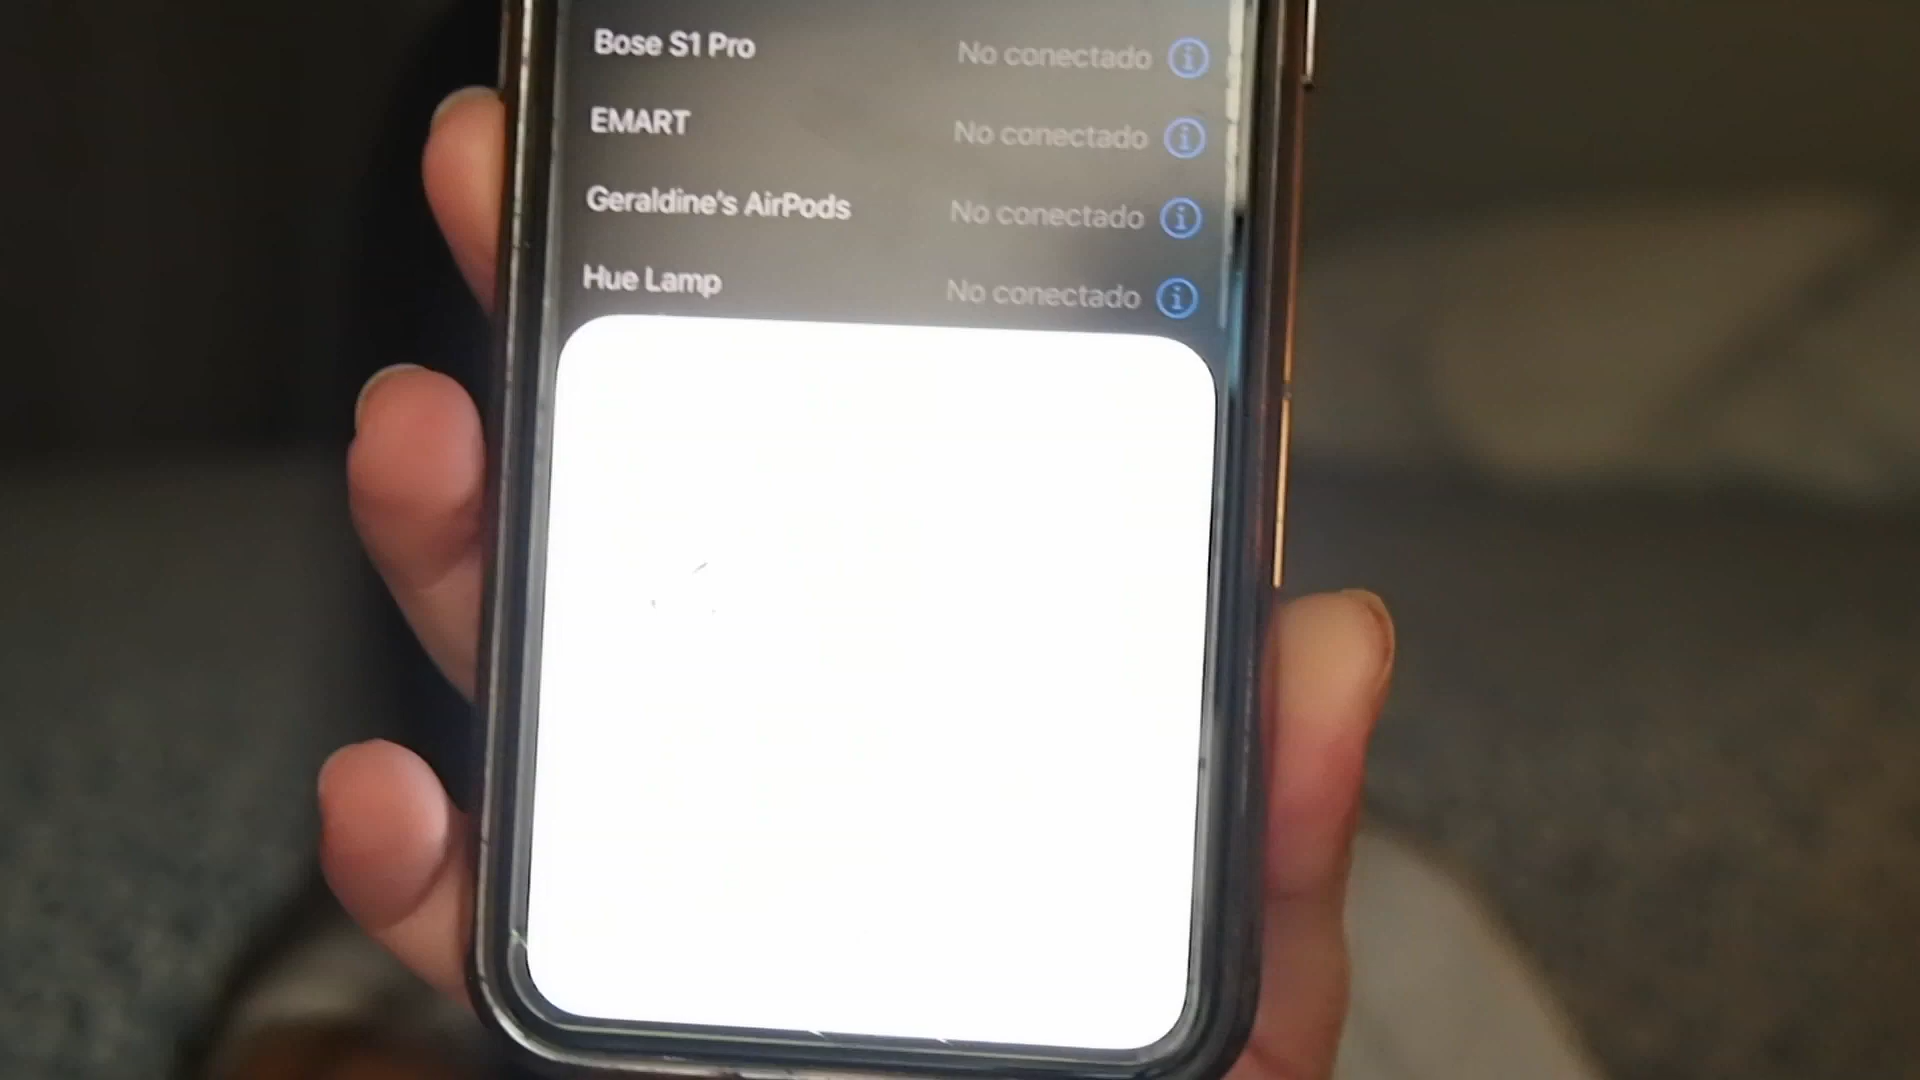 Bose S1 Pro No conectado
EMART No conectado
Geraldine's AirPods No conectado
Hue Lamp No conectado